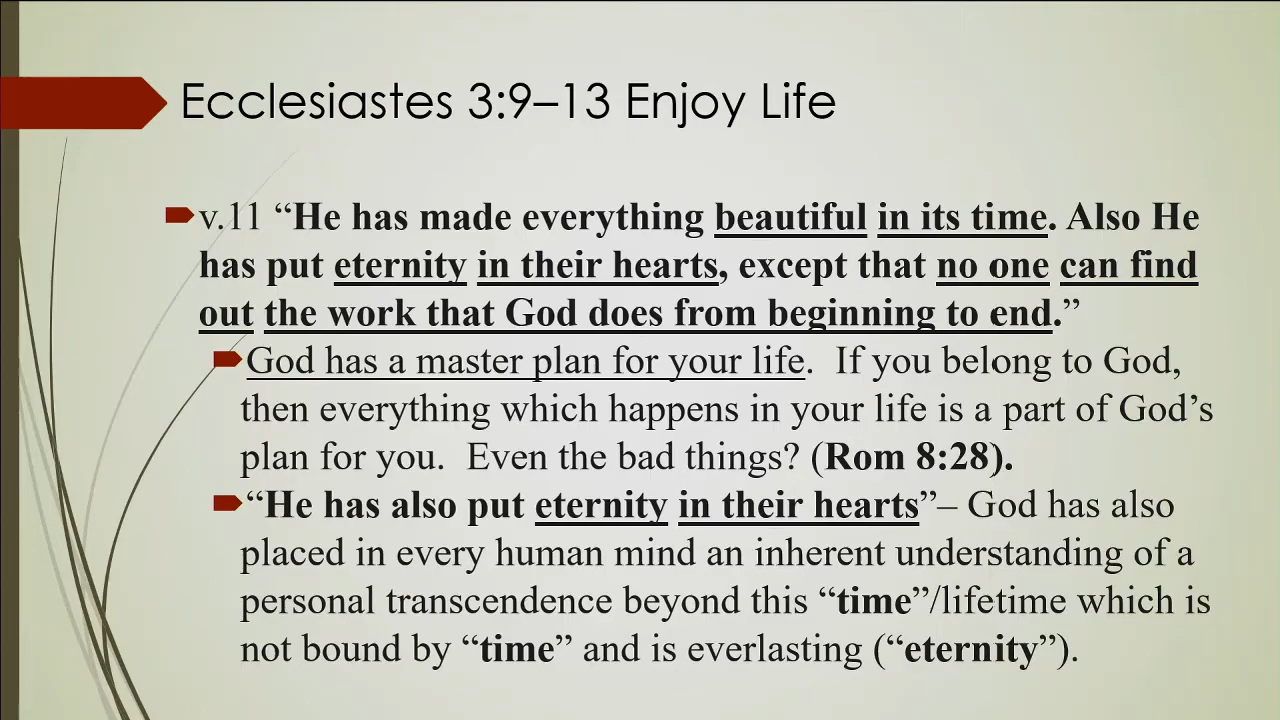 Ecclesiastes 3:9–13 Enjoy Life
v.11 “He has made everything beautiful in its time. Also He
has put eternity in their hearts, except that no one can find
out the work that God does from beginning to end.”
God has a master plan for your life.  If you belong to God,
then everything which happens in your life is a part of God’s
plan for you.  Even the bad things? (Rom 8:28).
“He has also put eternity in their hearts”– God has also
placed in every human mind an inherent understanding of a
personal transcendence beyond this “time”/lifetime which is
not bound by “time” and is everlasting (“eternity”).